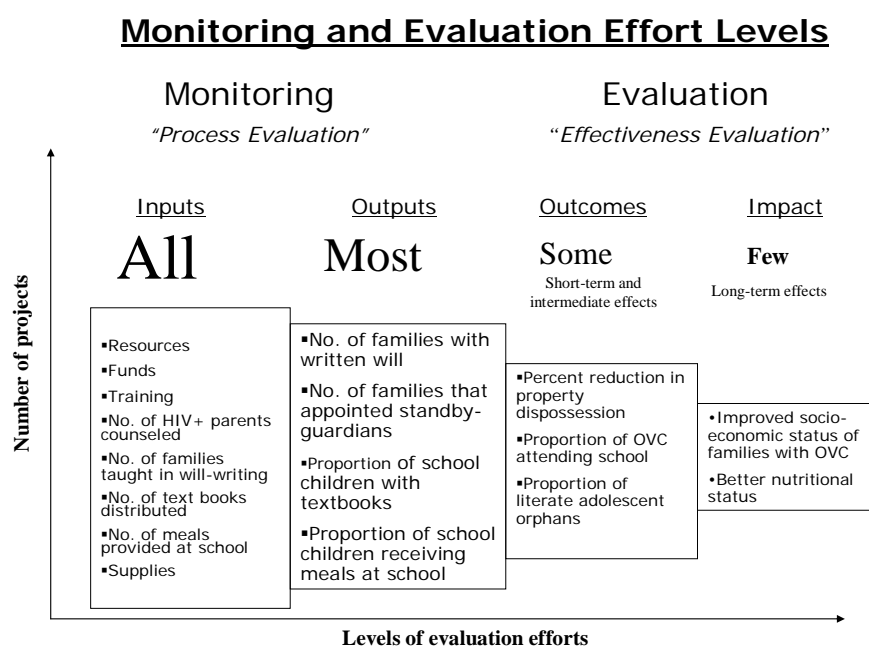 Monitoring and Evaluation Effort Levels
Monitoring
Evaluation
“Process Evaluation”
“Effectiveness Evaluation”
Number of projects
Inputs
All
▪Resources
▪Funds
▪Training
▪No. of HIV+ parents
counseled
▪No. of families
taught in will-writing
▪No. of text books
distributed
▪No. of meals
provided at school
▪Supplies
Outputs
Most
▪No. of families with
written will
▪No. of families that
appointed standby-
guardians
▪Proportion of school
children with
textbooks
▪Proportion of school
children receiving
meals at school
Outcomes
Some
Short-term and
intermediate effects
▪Percent reduction in
property
dispossession
▪Proportion of OVC
attending school
▪Proportion of
literate adolescent
orphans
Impact
Few
Long-term effects
•Improved socio-
economic status of
families with OVC
•Better nutritional
status
Levels of evaluation efforts